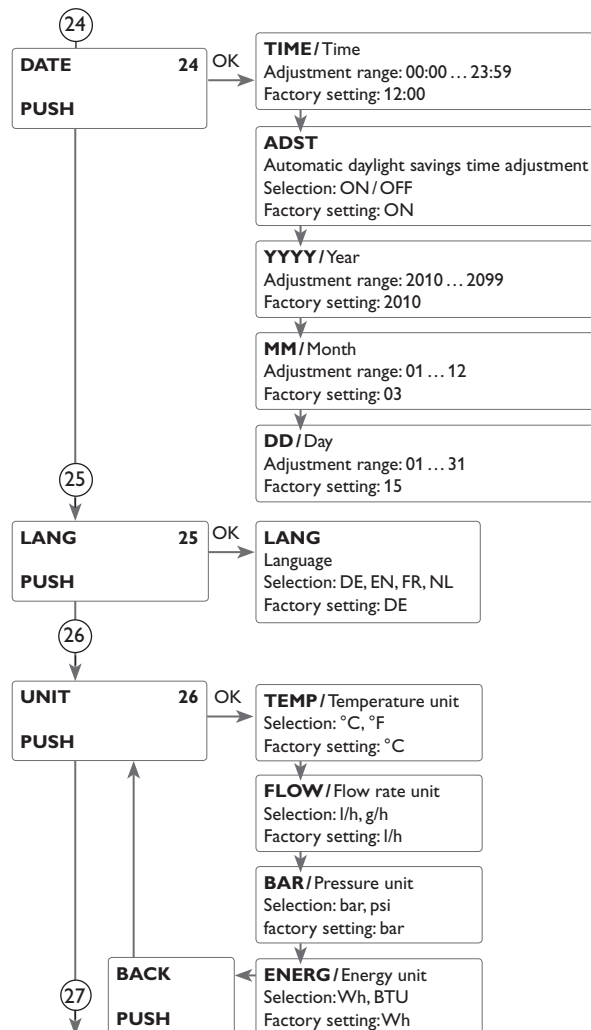 24
DATE 24
PUSH
OK
TIME / Time
Adjustment range: 00:00 … 23:59
Factory setting: 12:00
ADST
Automatic daylight savings time adjustment
Selection: ON / OFF
Factory setting: ON
YYYY / Year
Adjustment range: 2010 … 2099
Factory setting: 2010
MM / Month
Adjustment range: 01 … 12
Factory setting: 03
DD / Day
Adjustment range: 01 … 31
Factory setting: 15
25
LANG 25
PUSH
OK
LANG
Language
Selection: DE, EN, FR, NL
Factory setting: DE
26
UNIT 26
PUSH
OK
TEMP / Temperature unit
Selection: °C, °F
Factory setting: °C
FLOW / Flow rate unit
Selection: l/h, g/h
Factory setting: l/h
BAR / Pressure unit
Selection: bar, psi
factory setting: bar
ENERG / Energy unit
Selection: Wh, BTU
Factory setting: Wh
BACK
PUSH
27